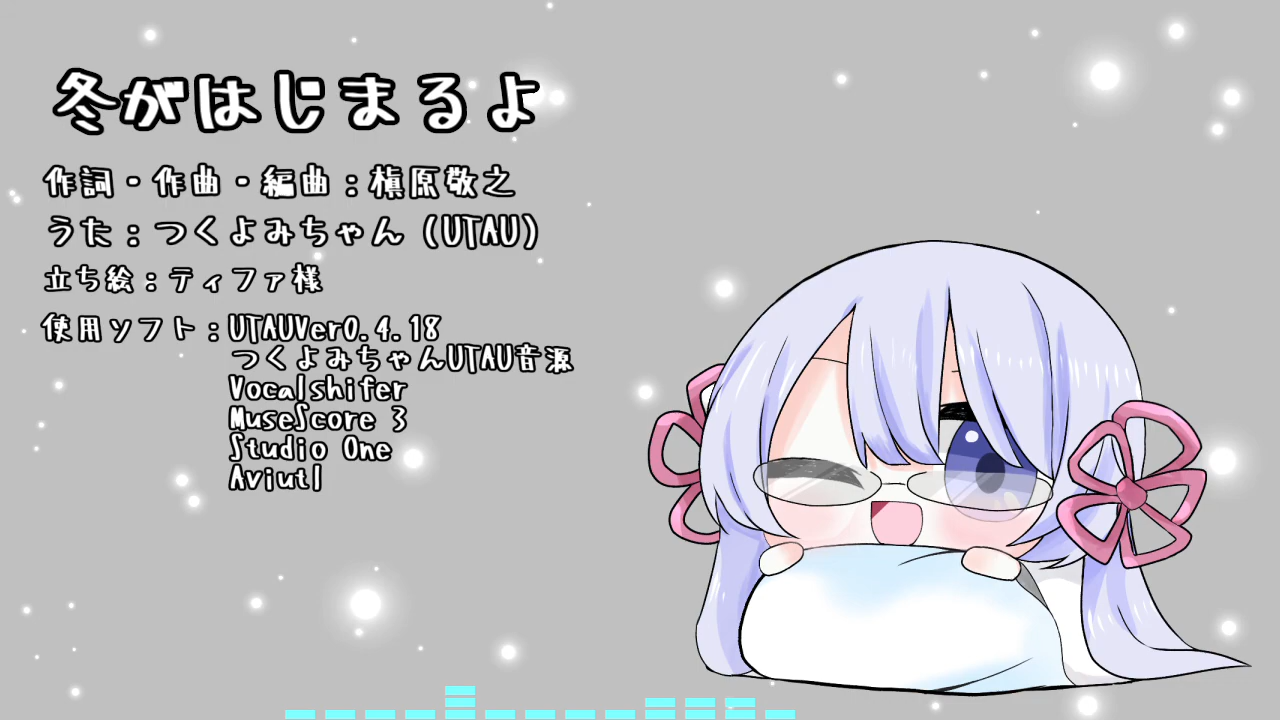 冬がはじまるよ
作詞・作曲・編曲：槇原敬之
うた：つくよみちゃん（UTAU）
立ち絵：ティファ様
使用ソフト：UTAUVer0.4.18
つくよみちゃんUTAU音源
Vocalshifer
MuseScore 3
Studio One
Aviutl